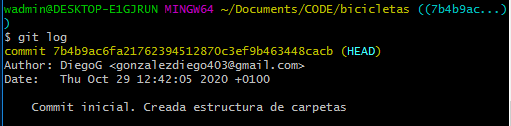 wadmin@DESKTOP-E1GJRUN MINGW64 ~/Documents/CODE/bicicletas ((7b4b9ac...)
)
$ git log
commit 7b4b9ac6fa21762394512870c3ef9b463448cacb (HEAD)
Author: DiegoG <gonzalezdiego403@gmail.com>
Date:   Thu Oct 29 12:42:05 2020 +0100
    Commit inicial. Creada estructura de carpetas